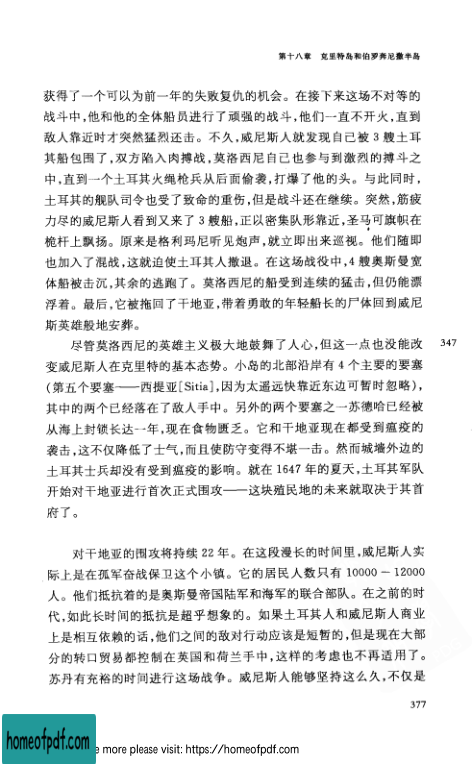 第十八章　克里特岛和伯罗奔尼撒半岛
获得了一个可以为前一年的失败复仇的机会。在接下来这场不对等的
战斗中,他和他的全体船员进行了顽强的战斗,他们一直不开火,直到
敌人靠近时才突然猛烈还击。不久,威尼斯人就发现自己被 3 艘土耳
其船包围了,双方陷入肉搏战,莫洛西尼自己也参与到激烈的搏斗之
中,直到一个土耳其火绳枪兵从后面偷袭,打爆了他的头。与此同时,
土耳其的舰队司令也受了致命的重伤,但是战斗还在继续。突然,筋疲
力尽的威尼斯人看到又来了 3 艘船,正以密集队形靠近,圣马可旗帜在
桅杆上飘扬。原来是格利玛尼听见炮声,就立即出来巡视。他们随即
也加入了混战,这就迫使土耳其人撤退。在这场战役中,4 艘奥斯曼宽
体船被击沉,其余的逃跑了。莫洛西尼的船受到连续的猛击,但仍能漂
浮着。最后,它被拖回了干地亚,带着勇敢的年轻船长的尸体回到威尼
斯英雄般地安葬。
尽管莫洛西尼的英雄主义极大地鼓舞了人心,但这一点也没能改
347
变威尼斯人在克里特的基本态势。小岛的北部沿岸有 4 个主要的要塞
(第五个要塞——西提亚[Sitia],因为太遥远快靠近东边可暂时忽略),
其中的两个已经落在了敌人手中。另外的两个要塞之一苏德哈已经被
从海上封锁长达一年,现在食物匮乏。它和干地亚现在都受到瘟疫的
袭击,这不仅降低了士气,而且使防守变得不堪一击。然而城墙外边的
土耳其士兵却没有受到瘟疫的影响。就在 1647 年的夏天,土耳其军队
开始对干地亚进行首次正式围攻——这块殖民地的未来就取决于其首
府了。
对干地亚的围攻将持续 22 年。在这段漫长的时间里,威尼斯人实
际上是在孤军奋战保卫这个小镇。它的居民人数只有 10000－12000
人。他们抵抗着的是奥斯曼帝国陆军和海军的联合部队。在之前的时
代,如此长时间的抵抗是超乎想象的。如果土耳其人和威尼斯人商业
上是相互依赖的话,他们之间的敌对行动应该是短暂的,但是现在大部
分的转口贸易都控制在英国和荷兰手中,这样的考虑也不再适用了。
苏丹有充裕的时间进行这场战争。威尼斯人能够坚持这么久,不仅是
377
homeofpdf.com
e more please visit: https://homeofpdf.com